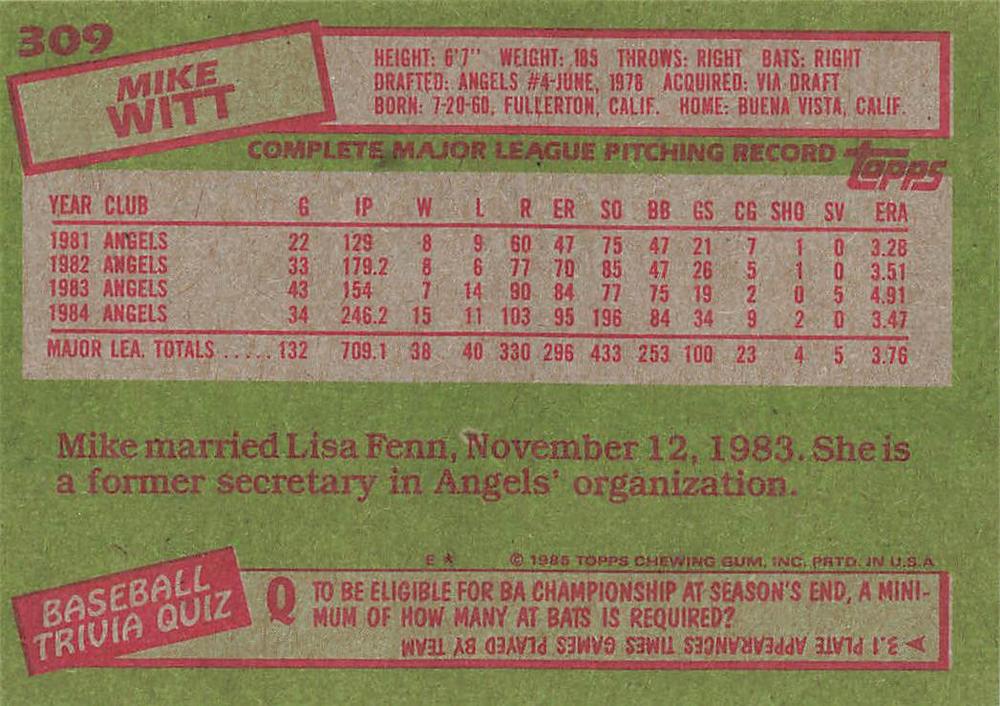 309
MIKE
WITT
HEIGHT: 6'7" WEIGHT: 185 THROWS: RIGHT BATS: RIGHT
DRAFTED: ANGELS #4-JUNE, 1978 ACQUIRED: VIA DRAFT
BORN: 7-20-60, FULLERTON, CALIF. HOME: BUENA VISTA, CALIF.
COMPLETE MAJOR LEAGUE PITCHING RECORD topps
YEAR CLUB G IP W L R ER SO BB GS CG SHO SV ERA
1981 ANGELS 22 129 8 9 60 47 75 47 21 7 1 0 3.28
1982 ANGELS 33 179.2 8 6 77 70 85 47 26 5 1 0 3.51
1983 ANGELS 43 154 7 14 90 84 77 75 19 2 0 5 4.91
1984 ANGELS 34 246.2 15 11 103 95 196 84 34 9 2 0 3.47
MAJOR LEA. TOTALS ..... 132 709.1 38 40 330 296 433 253 100 23 4 5 3.76
Mike married Lisa Fenn, November 12, 1983. She is
a former secretary in Angels' organization.
E * © 1985 TOPPS CHEWING GUM, INC. PRTD. IN U.S.A.
BASEBALL
TRIVIA QUIZ
Q TO BE ELIGIBLE FOR BA CHAMPIONSHIP AT SEASON'S END, A MINI-
MUM OF HOW MANY AT BATS IS REQUIRED?
3.1 PLATE APPEARANCES TIMES GAMES PLAYED BY TEAM